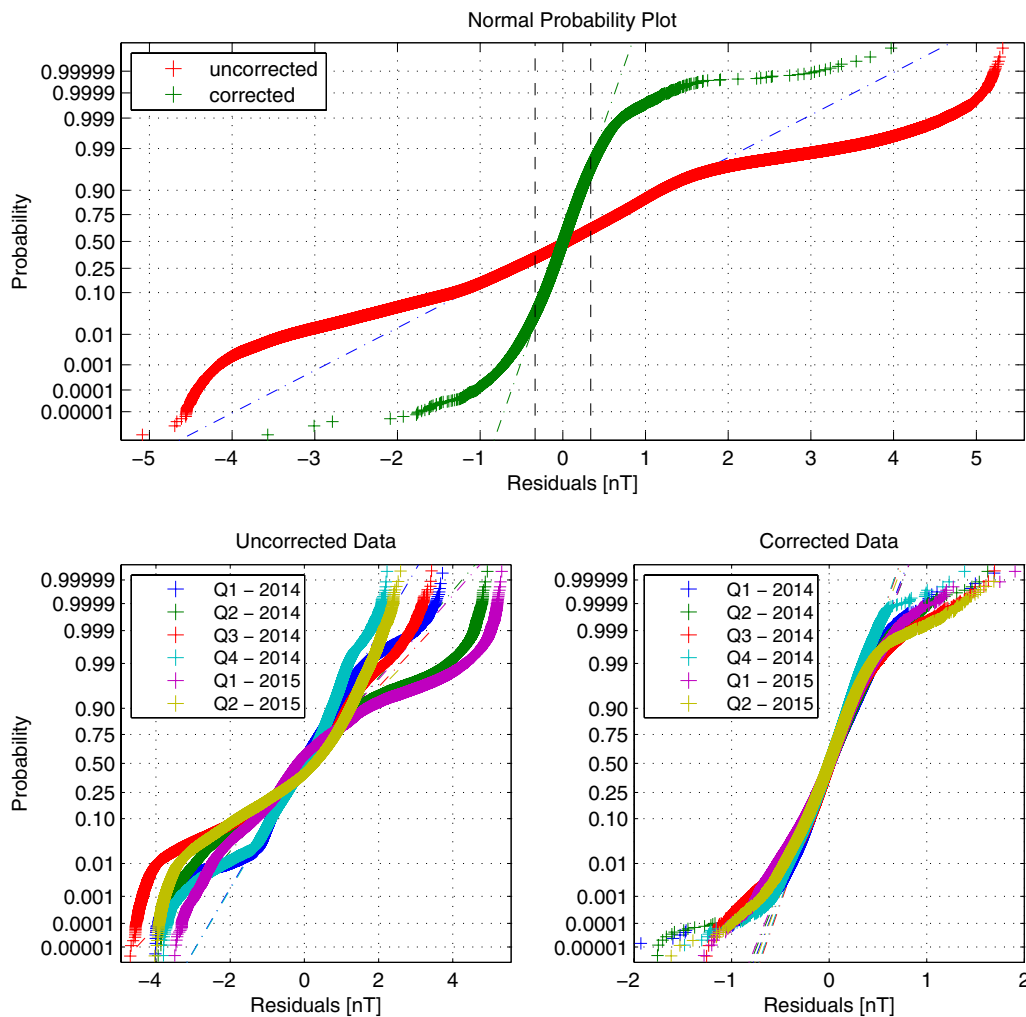 Normal Probability Plot
uncorrected
corrected
Probability
0.99999
0.9999
0.999
0.99
0.90
0.75
0.50
0.25
0.10
0.01
0.001
0.0001
0.00001
−5 −4 −3 −2 −1 0 1 2 3 4 5
Residuals [nT]
Uncorrected Data
Q1 − 2014
Q2 − 2014
Q3 − 2014
Q4 − 2014
Q1 − 2015
Q2 − 2015
Probability
0.99999
0.9999
0.999
0.99
0.90
0.75
0.50
0.25
0.10
0.01
0.001
0.0001
0.00001
−4 −2 0 2 4
Residuals [nT]
Corrected Data
Q1 − 2014
Q2 − 2014
Q3 − 2014
Q4 − 2014
Q1 − 2015
Q2 − 2015
0.99999
0.9999
0.999
0.99
0.90
0.75
0.50
0.25
0.10
0.01
0.001
0.0001
0.00001
−2 −1 0 1 2
Residuals [nT]